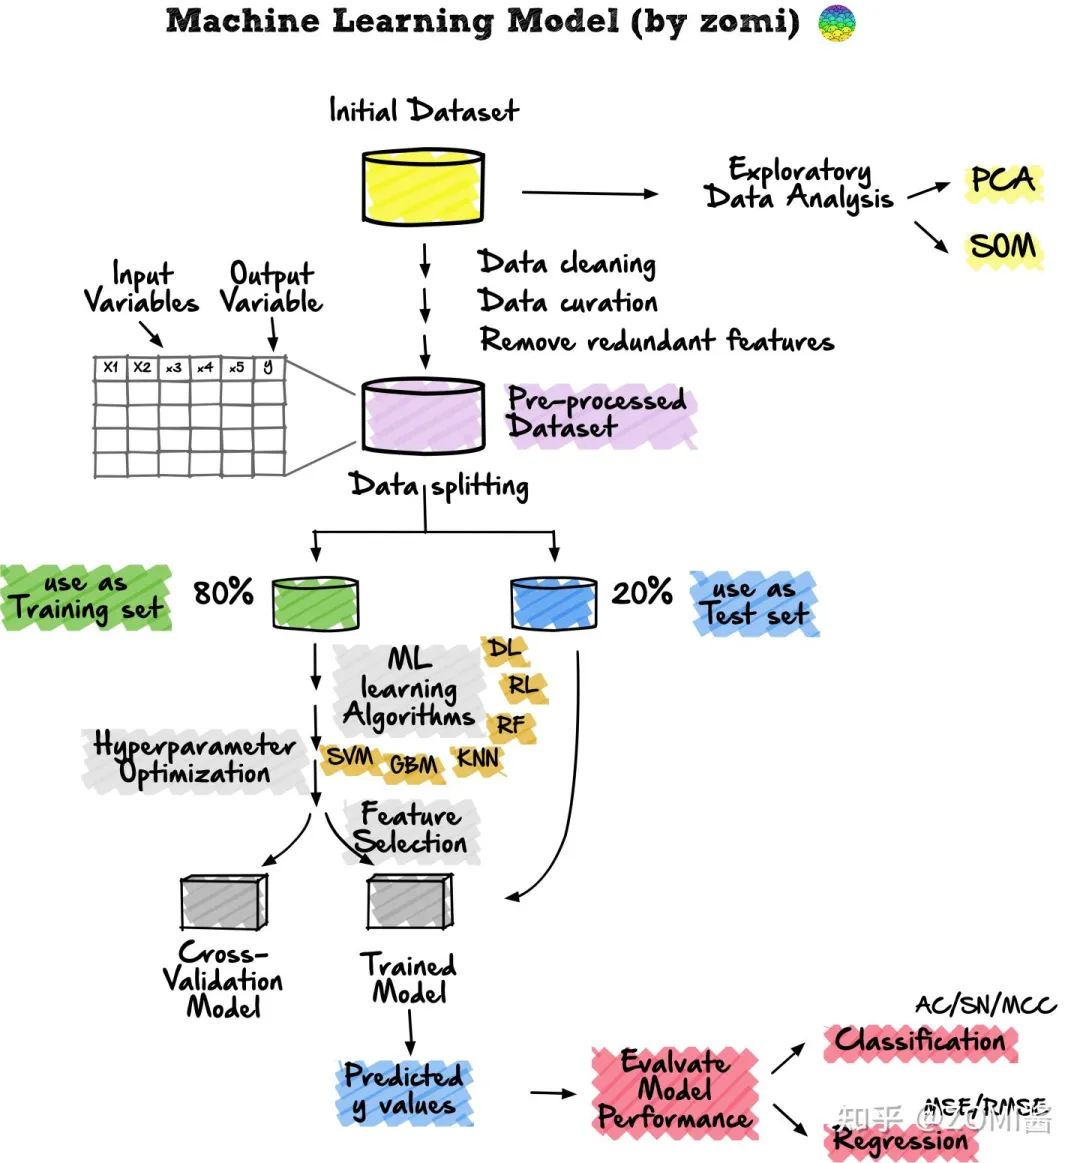 Machine Learning Model (by zomi)
Initial Dataset
Exploratory
Data Analysis
PCA
SOM
Data cleaning
Data curation
Remove redundant features
Input
Variables
Output
Variable
X1 X2 x3 x4 x5 y
Pre-processed
Dataset
Data splitting
use as
Training set
80%
20%
use as
Test set
ML
learning
Algorithms
DL
RL
RF
SVM
GBM
KNN
Hyperparameter
Optimization
Feature
Selection
Cross-
Validation
Model
Trained
Model
Predicted
y values
Evalvate
Model
Performance
AC/SN/MCC
Classification
MSE/RMSE
Regression
知乎 @ZOMI酱